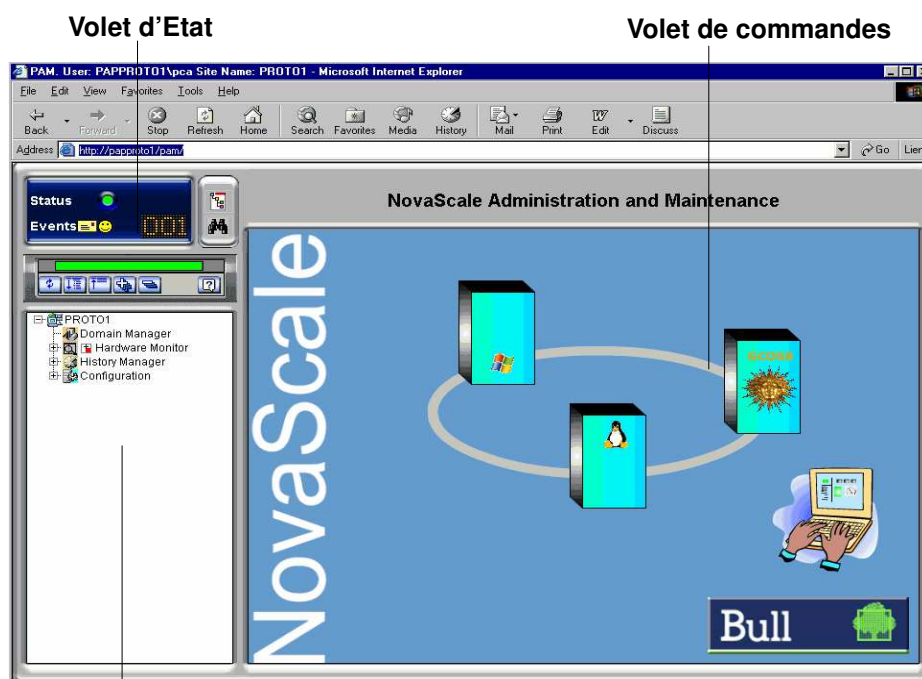 Volet d'Etat
Volet de commandes
PAM. User: PAPPROTO1\pca Site Name: PROTO1 - Microsoft Internet Explorer
File Edit View Favorites Tools Help
Back Forward Stop Refresh Home Search Favorites Media History Mail Print Edit Discuss
Address http://papproto1/pam/ Go Lien
Status
Events 001
NovaScale Administration and Maintenance
PROTO1
Domain Manager
Hardware Monitor
History Manager
Configuration
NovaScale
GCOS8
Bull